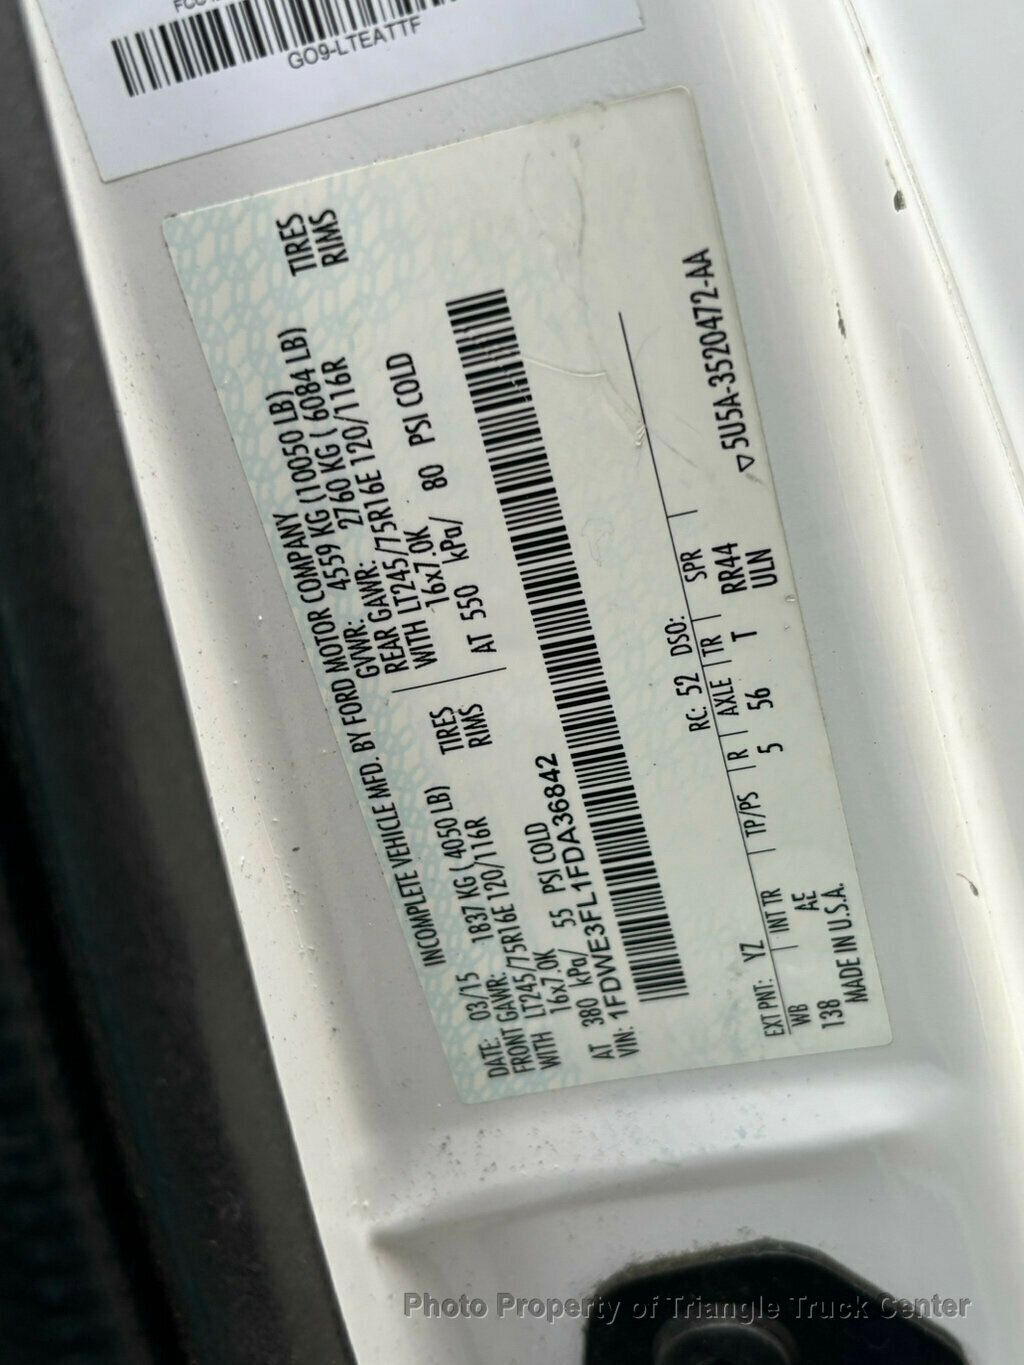 GO9-LTEATTF
INCOMPLETE VEHICLE MFD. BY FORD MOTOR COMPANY
DATE: 03/15 GVWR: 4559 KG (10050 LB)
FRONT GAWR: 1837 KG ( 4050 LB) REAR GAWR: 2760 KG ( 6084 LB)
WITH LT245/75R16E 120/116R TIRES WITH LT245/75R16E 120/116R TIRES
16x7.0K RIMS 16x7.0K RIMS
AT 380 kPa/ 55 PSI COLD AT 550 kPa/ 80 PSI COLD
VIN: 1FDWE3FL1FDA36842
EXT PNT: YZ RC: 52 DSO:
WB INT TR TP/PS R AXLE TR SPR
138 AE 5 56 T RR44
MADE IN U.S.A. ULN
▽5U5A-3520472-AA
Photo Property of Triangle Truck Center